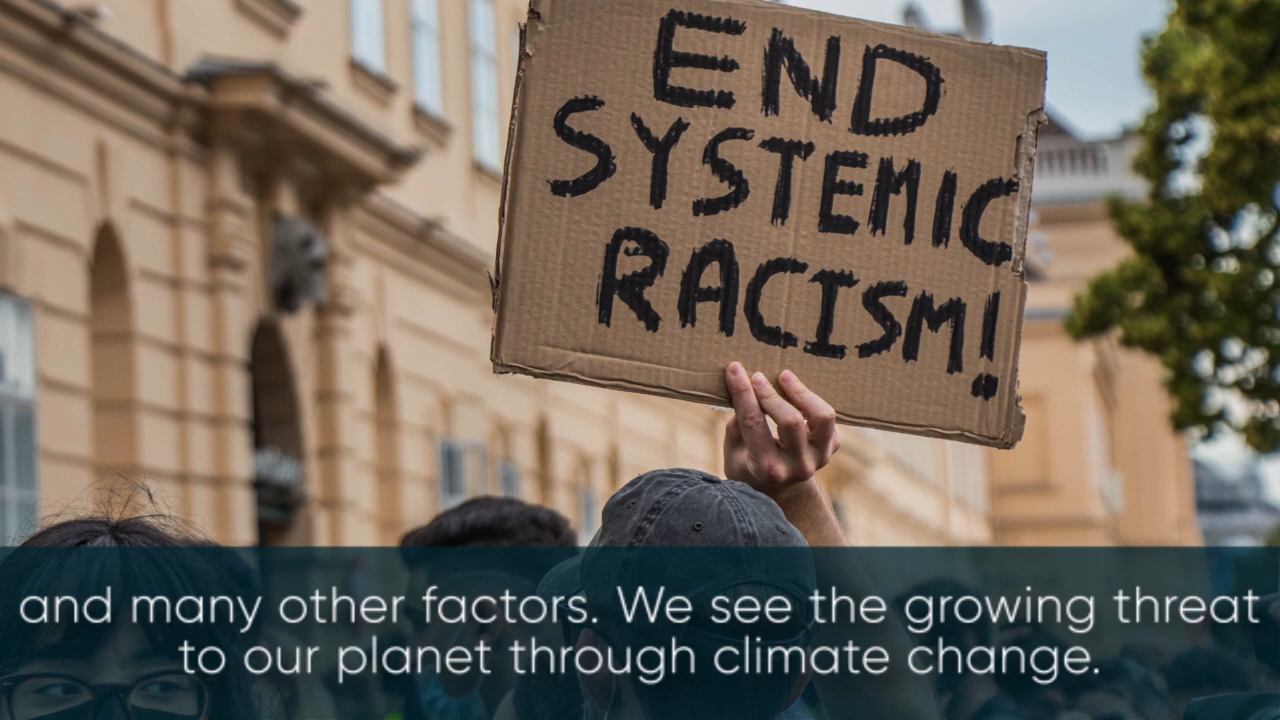 END
SYSTEMIC
RACISM!
and many other factors. We see the growing threat
to our planet through climate change.